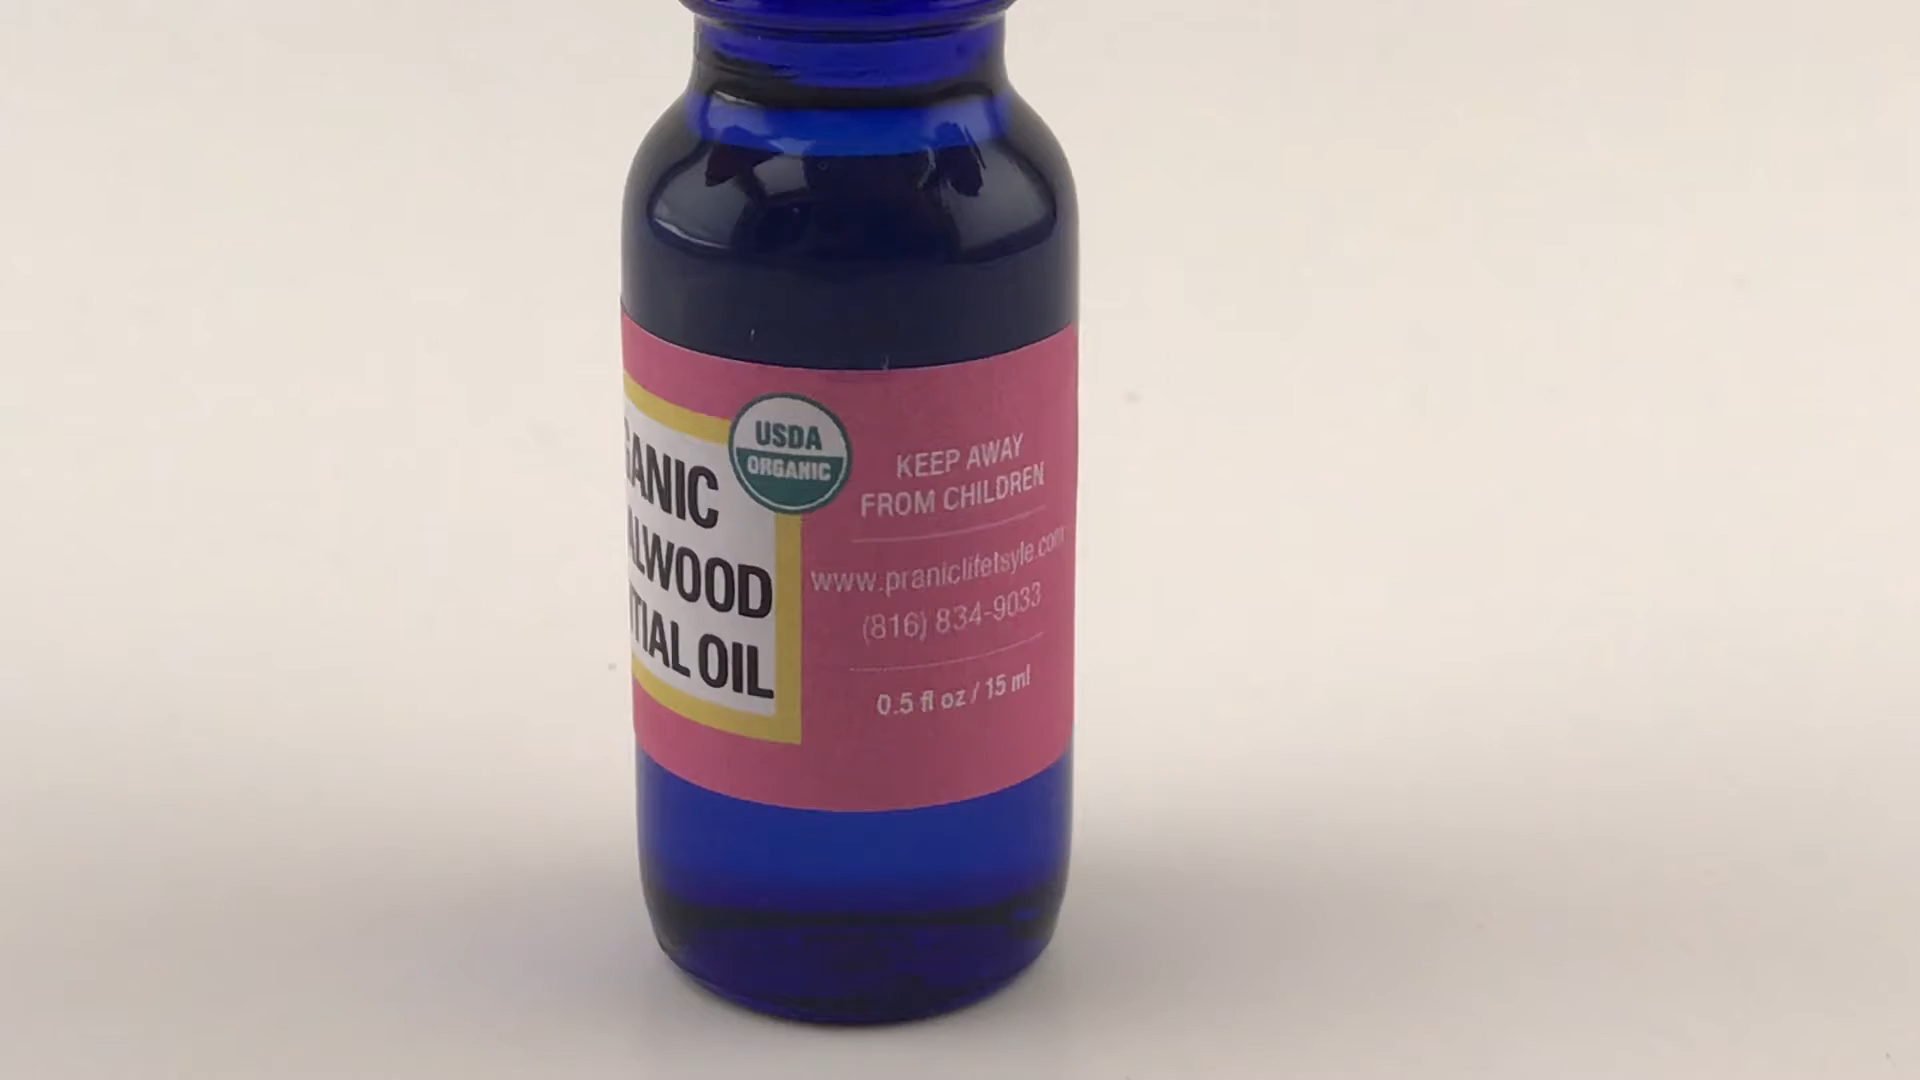 USDA
ORGANIC
GANIC
ALWOOD
TIAL OIL
KEEP AWAY
FROM CHILDREN
www.praniclifetsyle.com
(816) 834-9033
0.5 fl oz / 15 ml